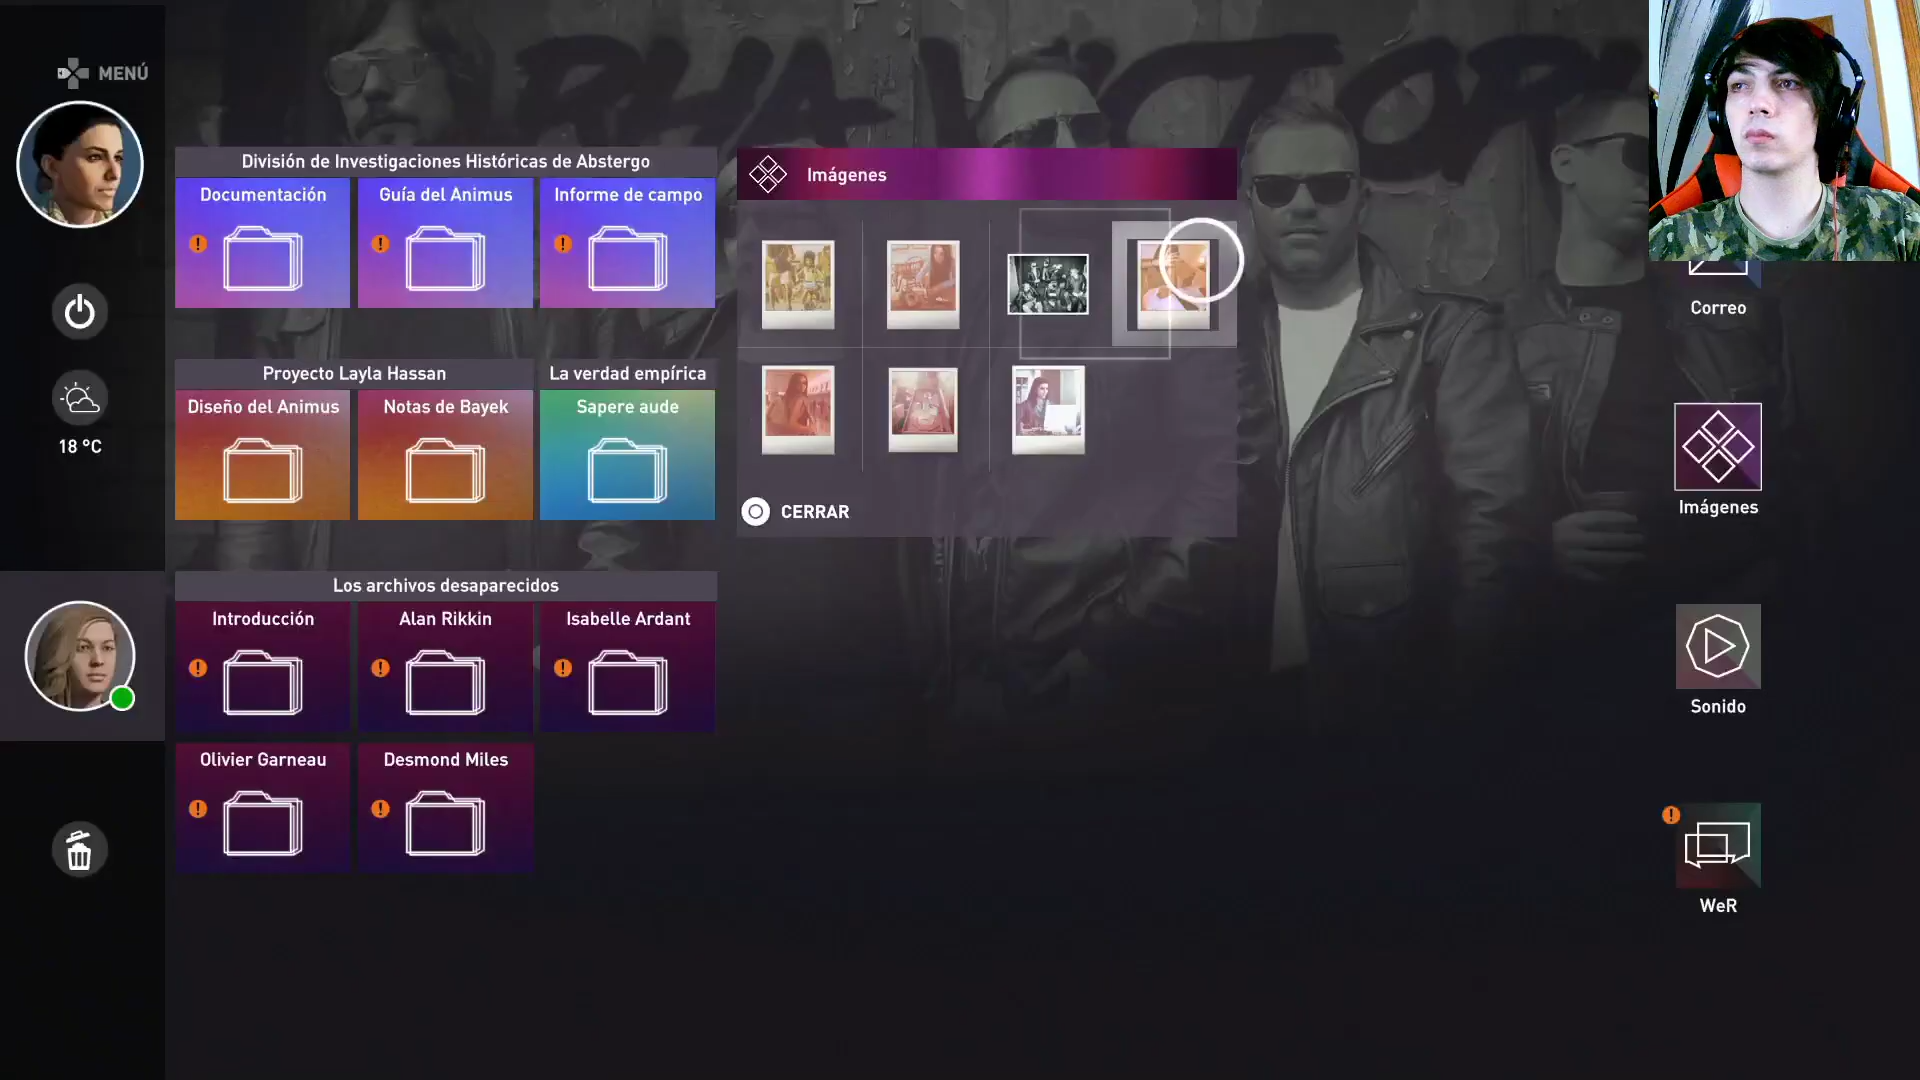 MENÚ
18 °C
División de Investigaciones Históricas de Abstergo
Documentación
Guía del Animus
Informe de campo
Proyecto Layla Hassan
La verdad empírica
Diseño del Animus
Notas de Bayek
Sapere aude
Los archivos desaparecidos
Introducción
Alan Rikkin
Isabelle Ardant
Olivier Garneau
Desmond Miles
Imágenes
CERRAR
Correo
Imágenes
Sonido
WeR